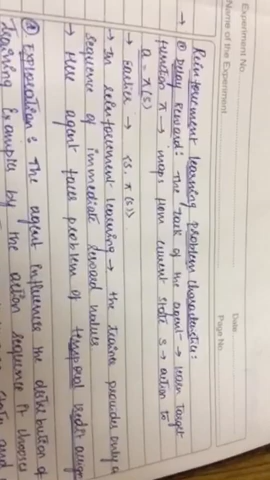 Experiment No.
Date
Name of the Experiment
Page No.
Reinforcement learning problem characteristics:
→ ① Delay Reward: The task of the agent → learn target
function π → maps from current state s → action to
a = π(s)
→ Earlier → <s, π(s)>
→ In reinforcement learning → the trainer provides only a
sequence of immediate reward values
→ Here agent faces problem of temporal credit assign
② Exploration: The agent influences the distribution of
Training Examples by the action sequence it chooses
state and